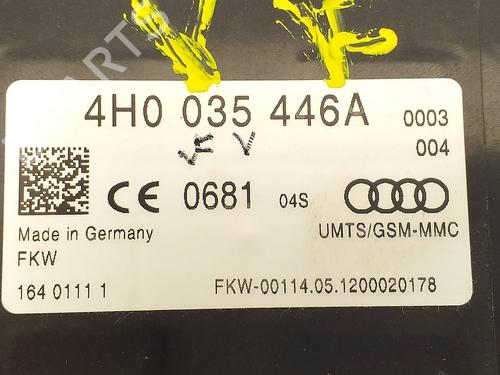 4H0 035 446A 0003
004
CE 0681 04S
Made in Germany UMTS/GSM-MMC
FKW
164 0111 1 FKW-00114.05.1200020178